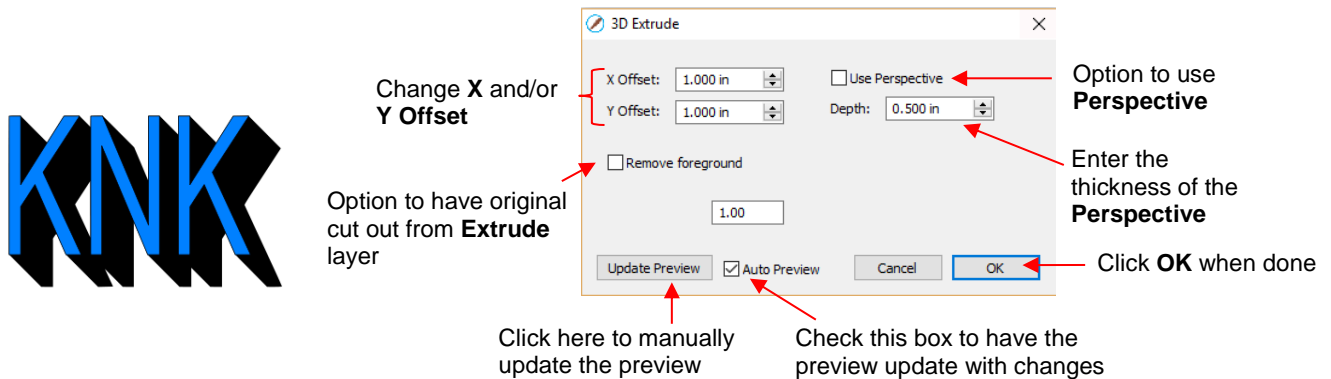 KNK
Change X and/or
Y Offset
3D Extrude
X Offset: 1.000 in
Use Perspective
Y Offset: 1.000 in
Depth: 0.500 in
Remove foreground
1.00
Update Preview
Auto Preview
Cancel
OK
Option to use
Perspective
Enter the
thickness of the
Perspective
Option to have original
cut out from Extrude
layer
Click OK when done
Click here to manually
update the preview
Check this box to have the
preview update with changes